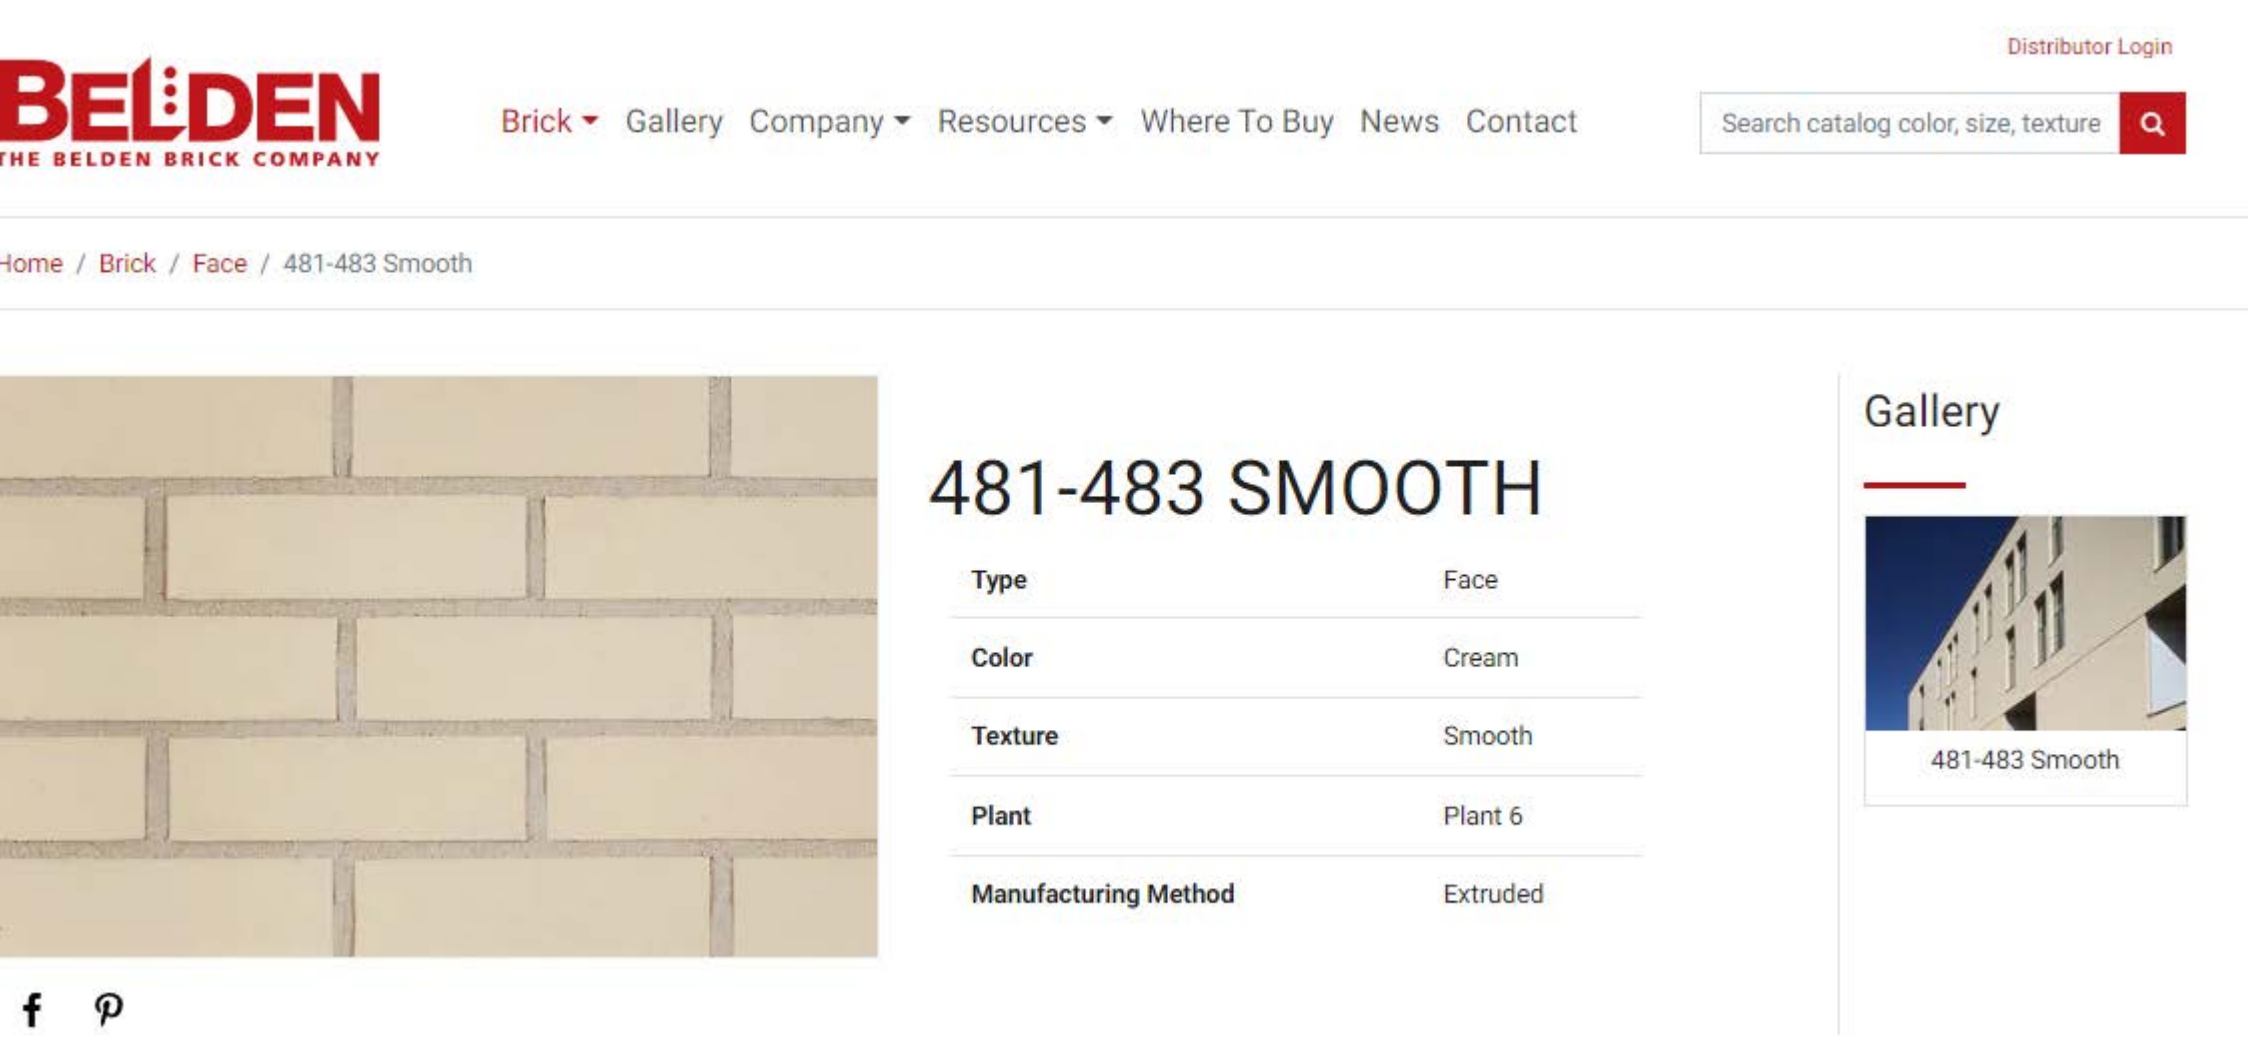 Distributor Login
BELDEN
THE BELDEN BRICK COMPANY
Brick Gallery Company Resources Where To Buy News Contact
Search catalog color, size, texture
Home / Brick / Face / 481-483 Smooth
481-483 SMOOTH
Type Face
Color Cream
Texture Smooth
Plant Plant 6
Manufacturing Method Extruded
Gallery
481-483 Smooth